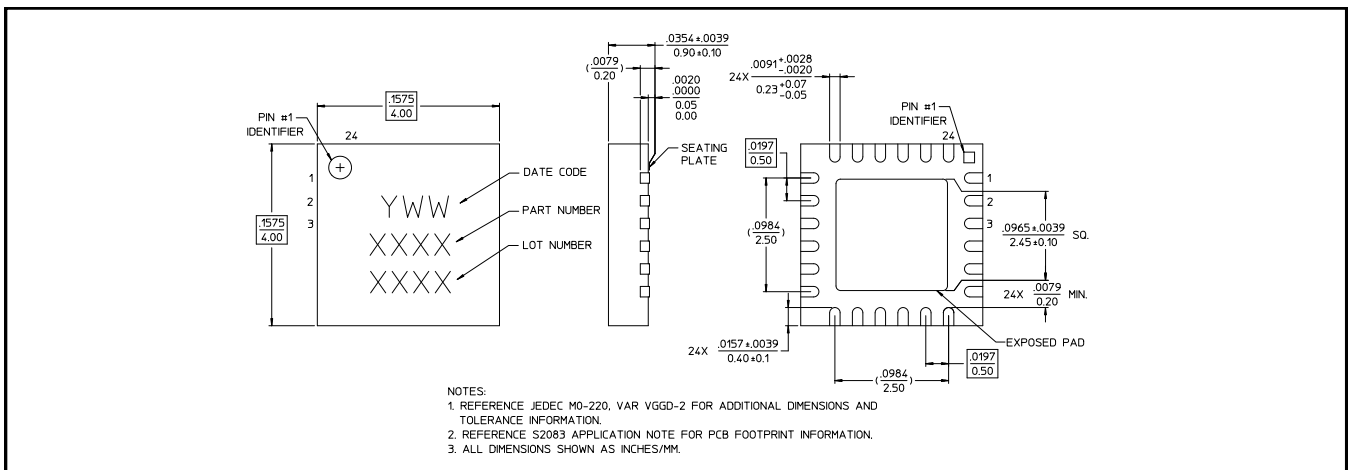 .0354±.0039
0.90±0.10
(.0079
0.20)
.0020
.0000
0.05
0.00
.1575
4.00
PIN #1
IDENTIFIER
24
1
2
3
.1575
4.00
YWW
XXXX
XXXX
DATE CODE
PART NUMBER
LOT NUMBER
SEATING
PLATE
24X .0091+.0028
-.0020
0.23+0.07
-0.05
PIN #1
IDENTIFIER
24
.0197
0.50
1
2
3
(.0984
2.50)
.0965±.0039
2.45±0.10 SQ.
24X .0079
0.20 MIN.
EXPOSED PAD
24X .0157±.0039
0.40±0.1
.0197
0.50
(.0984
2.50)
NOTES:
1. REFERENCE JEDEC MO-220, VAR VGGD-2 FOR ADDITIONAL DIMENSIONS AND
TOLERANCE INFORMATION.
2. REFERENCE S2083 APPLICATION NOTE FOR PCB FOOTPRINT INFORMATION.
3. ALL DIMENSIONS SHOWN AS INCHES/MM.